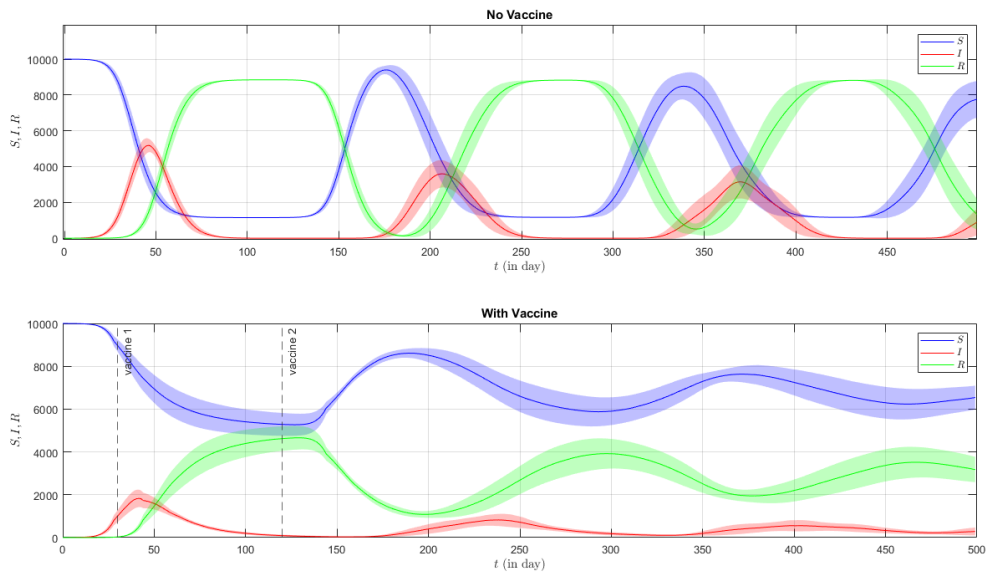 No Vaccine
S, I, R
10000
8000
6000
4000
2000
0
0 50 100 150 200 250 300 350 400 450
t (in day)
S
I
R
With Vaccine
S, I, R
10000
8000
6000
4000
2000
0
vaccine 1
vaccine 2
0 50 100 150 200 250 300 350 400 450 500
t (in day)
S
I
R